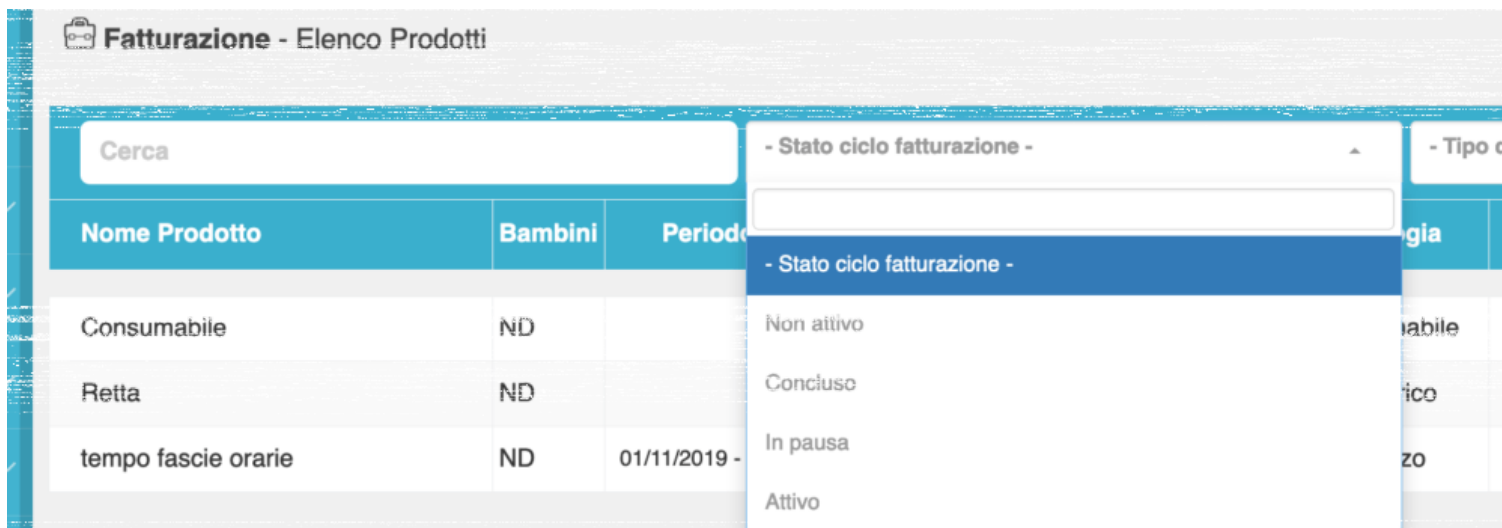 Fatturazione - Elenco Prodotti
Cerca
- Stato ciclo fatturazione -
- Tipo
Nome Prodotto
Bambini
- Stato ciclo fatturazione -
Consumabile
ND
Non attivo
Retta
ND
Concluso
In pausa
tempo fascie orarie
ND
01/11/2019 -
Attivo